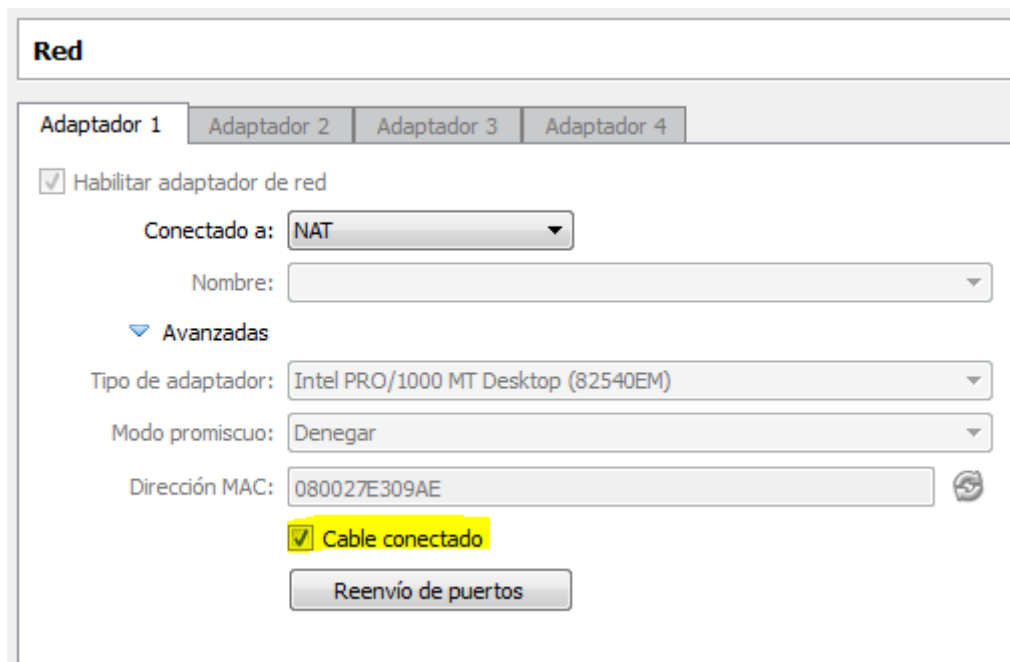 Red
Adaptador 1 Adaptador 2 Adaptador 3 Adaptador 4
Habilitar adaptador de red
Conectado a: NAT
Nombre:
Avanzadas
Tipo de adaptador: Intel PRO/1000 MT Desktop (82540EM)
Modo promiscuo: Denegar
Dirección MAC: 080027E309AE
Cable conectado
Reenvío de puertos